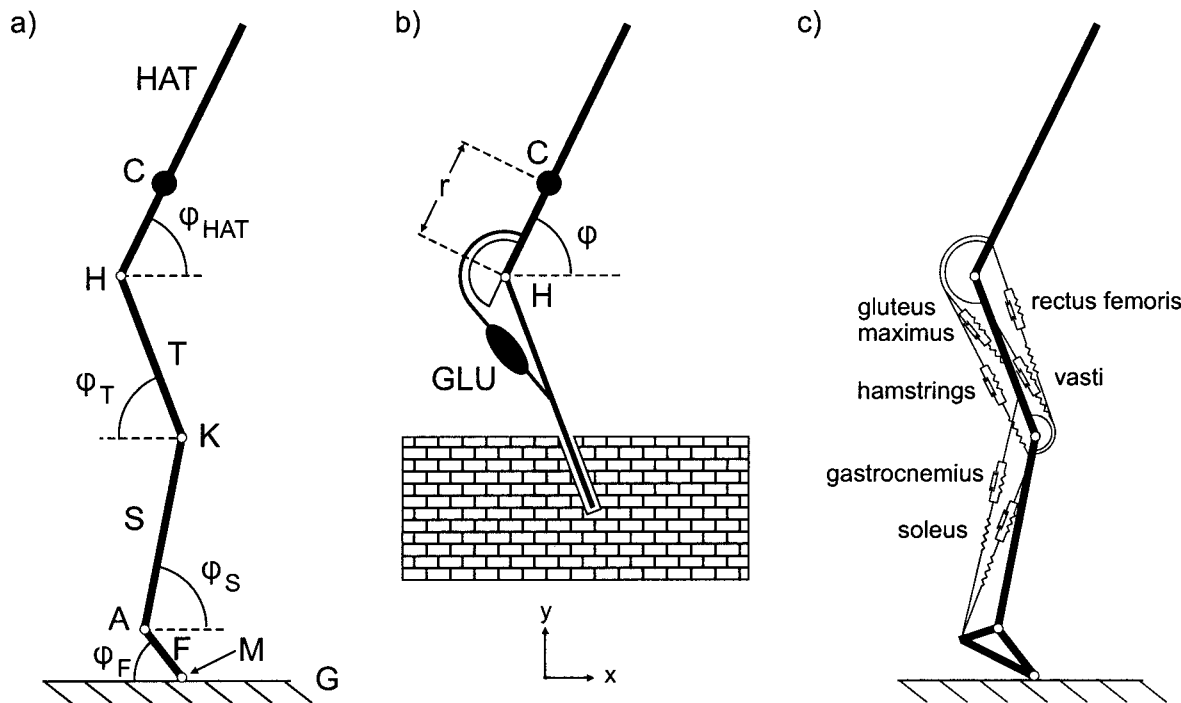 a)
HAT
C
φHAT
H
T
φT
K
S
φS
A
F
φF
M
G
b)
C
r
φ
H
GLU
y
x
c)
rectus femoris
gluteus
maximus
hamstrings
vasti
gastrocnemius
soleus